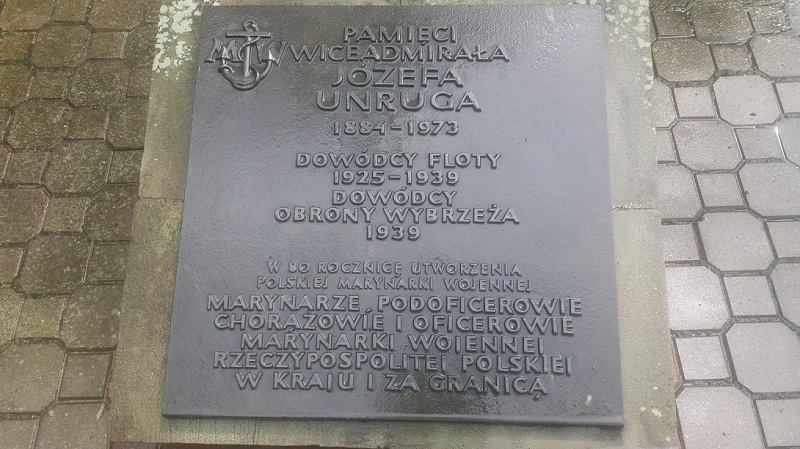 MW
PAMIĘCI
WICEADMIRAŁA
JÓZEFA
UNRUGA
1884-1973
DOWÓDCY FLOTY
1925-1939
DOWÓDCY
OBRONY WYBRZEŻA
1939
W 80 ROCZNICĘ UTWORZENIA
POLSKIEJ MARYNARKI WOJENNEJ
MARYNARZE, PODOFICEROWIE
CHORĄŻOWIE I OFICEROWIE
MARYNARKI WOJENNEJ
RZECZYPOSPOLITEJ POLSKIEJ
W KRAJU I ZA GRANICĄ